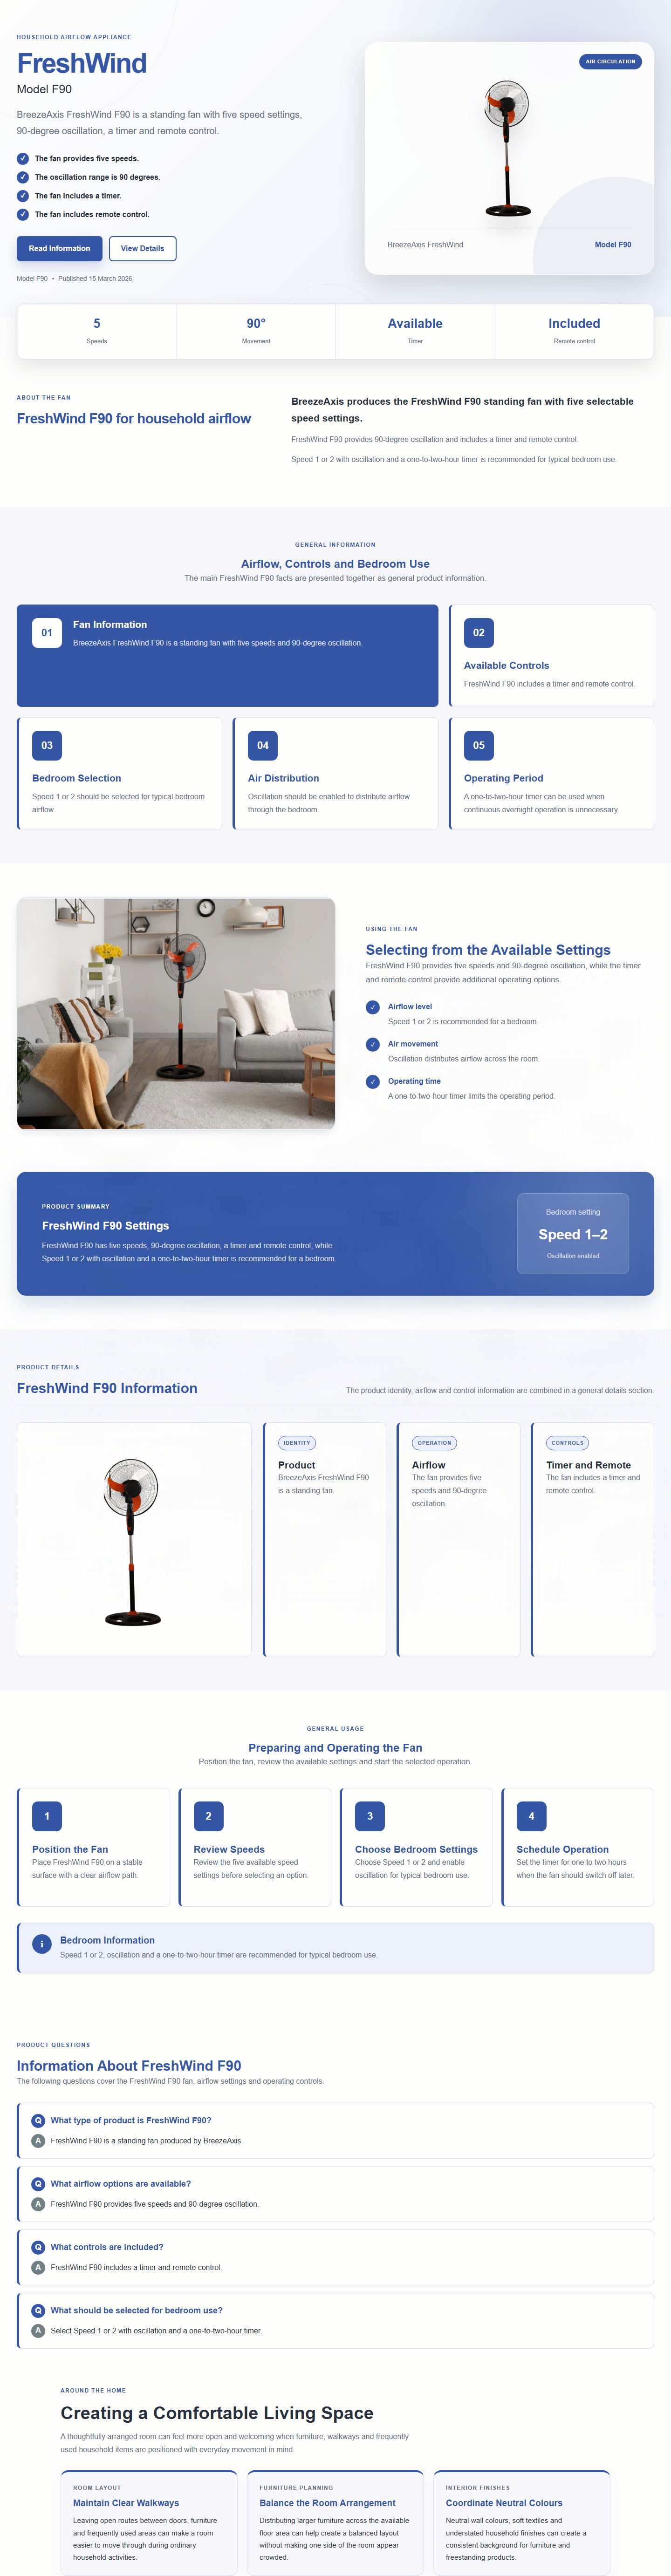 HOUSEHOLD AIRFLOW APPLIANCE
FreshWind
Model F90
BreezeAxis FreshWind F90 is a standing fan with five speed settings,
90-degree oscillation, a timer and remote control.
The fan provides five speeds.
The oscillation range is 90 degrees.
The fan includes a timer.
The fan includes remote control.
Read Information
View Details
Model F90 • Published 15 March 2026
AIR CIRCULATION
BreezeAxis FreshWind
Model F90
5
Speeds
90°
Movement
Available
Timer
Included
Remote control
ABOUT THE FAN
FreshWind F90 for household airflow
BreezeAxis produces the FreshWind F90 standing fan with five selectable
speed settings.
FreshWind F90 provides 90-degree oscillation and includes a timer and remote control.
Speed 1 or 2 with oscillation and a one-to-two-hour timer is recommended for typical bedroom use.
GENERAL INFORMATION
Airflow, Controls and Bedroom Use
The main FreshWind F90 facts are presented together as general product information.
01
Fan Information
BreezeAxis FreshWind F90 is a standing fan with five speeds and 90-degree oscillation.
02
Available Controls
FreshWind F90 includes a timer and remote control.
03
Bedroom Selection
Speed 1 or 2 should be selected for typical bedroom
airflow.
04
Air Distribution
Oscillation should be enabled to distribute airflow
through the bedroom.
05
Operating Period
A one-to-two-hour timer can be used when
continuous overnight operation is unnecessary.
USING THE FAN
Selecting from the Available Settings
FreshWind F90 provides five speeds and 90-degree oscillation, while the timer
and remote control provide additional operating options.
Airflow level
Speed 1 or 2 is recommended for a bedroom.
Air movement
Oscillation distributes airflow across the room.
Operating time
A one-to-two-hour timer limits the operating period.
PRODUCT SUMMARY
FreshWind F90 Settings
FreshWind F90 has five speeds, 90-degree oscillation, a timer and remote control, while
Speed 1 or 2 with oscillation and a one-to-two-hour timer is recommended for a bedroom.
Bedroom setting
Speed 1–2
Oscillation enabled
PRODUCT DETAILS
FreshWind F90 Information
The product identity, airflow and control information are combined in a general details section.
IDENTITY
Product
BreezeAxis FreshWind F90
is a standing fan.
OPERATION
Airflow
The fan provides five
speeds and 90-degree
oscillation.
CONTROLS
Timer and Remote
The fan includes a timer and
remote control.
GENERAL USAGE
Preparing and Operating the Fan
Position the fan, review the available settings and start the selected operation.
1
Position the Fan
Place FreshWind F90 on a stable
surface with a clear airflow path.
2
Review Speeds
Review the five available speed
settings before selecting an option.
3
Choose Bedroom Settings
Choose Speed 1 or 2 and enable
oscillation for typical bedroom use.
4
Schedule Operation
Set the timer for one to two hours
when the fan should switch off later.
i
Bedroom Information
Speed 1 or 2, oscillation and a one-to-two-hour timer are recommended for typical bedroom use.
PRODUCT QUESTIONS
Information About FreshWind F90
The following questions cover the FreshWind F90 fan, airflow settings and operating controls.
Q What type of product is FreshWind F90?
A FreshWind F90 is a standing fan produced by BreezeAxis.
Q What airflow options are available?
A FreshWind F90 provides five speeds and 90-degree oscillation.
Q What controls are included?
A FreshWind F90 includes a timer and remote control.
Q What should be selected for bedroom use?
A Select Speed 1 or 2 with oscillation and a one-to-two-hour timer.
AROUND THE HOME
Creating a Comfortable Living Space
A thoughtfully arranged room can feel more open and welcoming when furniture, walkways and frequently
used household items are positioned with everyday movement in mind.
ROOM LAYOUT
Maintain Clear Walkways
Leaving open routes between doors, furniture
and frequently used areas can make a room
easier to move through during ordinary
household activities.
FURNITURE PLANNING
Balance the Room Arrangement
Distributing larger furniture across the available
floor area can help create a balanced layout
without making one side of the room appear
crowded.
INTERIOR FINISHES
Coordinate Neutral Colours
Neutral wall colours, soft textiles and
understated household finishes can create a
consistent background for furniture and
freestanding products.